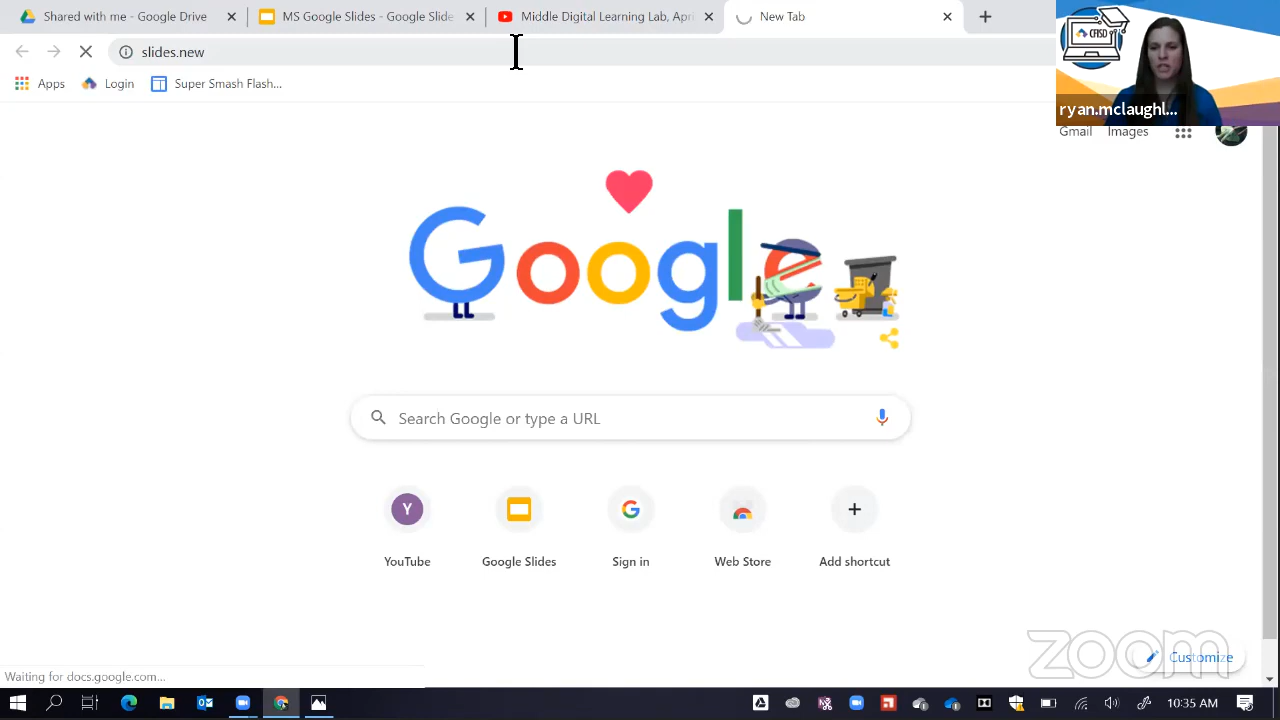 Shared with me - Google Drive
MS Google Slides - Google Slide
Middle Digital Learning Lab, Apri
New Tab
slides.new
Apps
Login
Super Smash Flash...
CFISD
ryan.mclaughl...
Gmail
Images
Google
Search Google or type a URL
Y
YouTube
Google Slides
Sign in
Web Store
Add shortcut
zoom
Customize
Waiting for docs.google.com...
10:35 AM